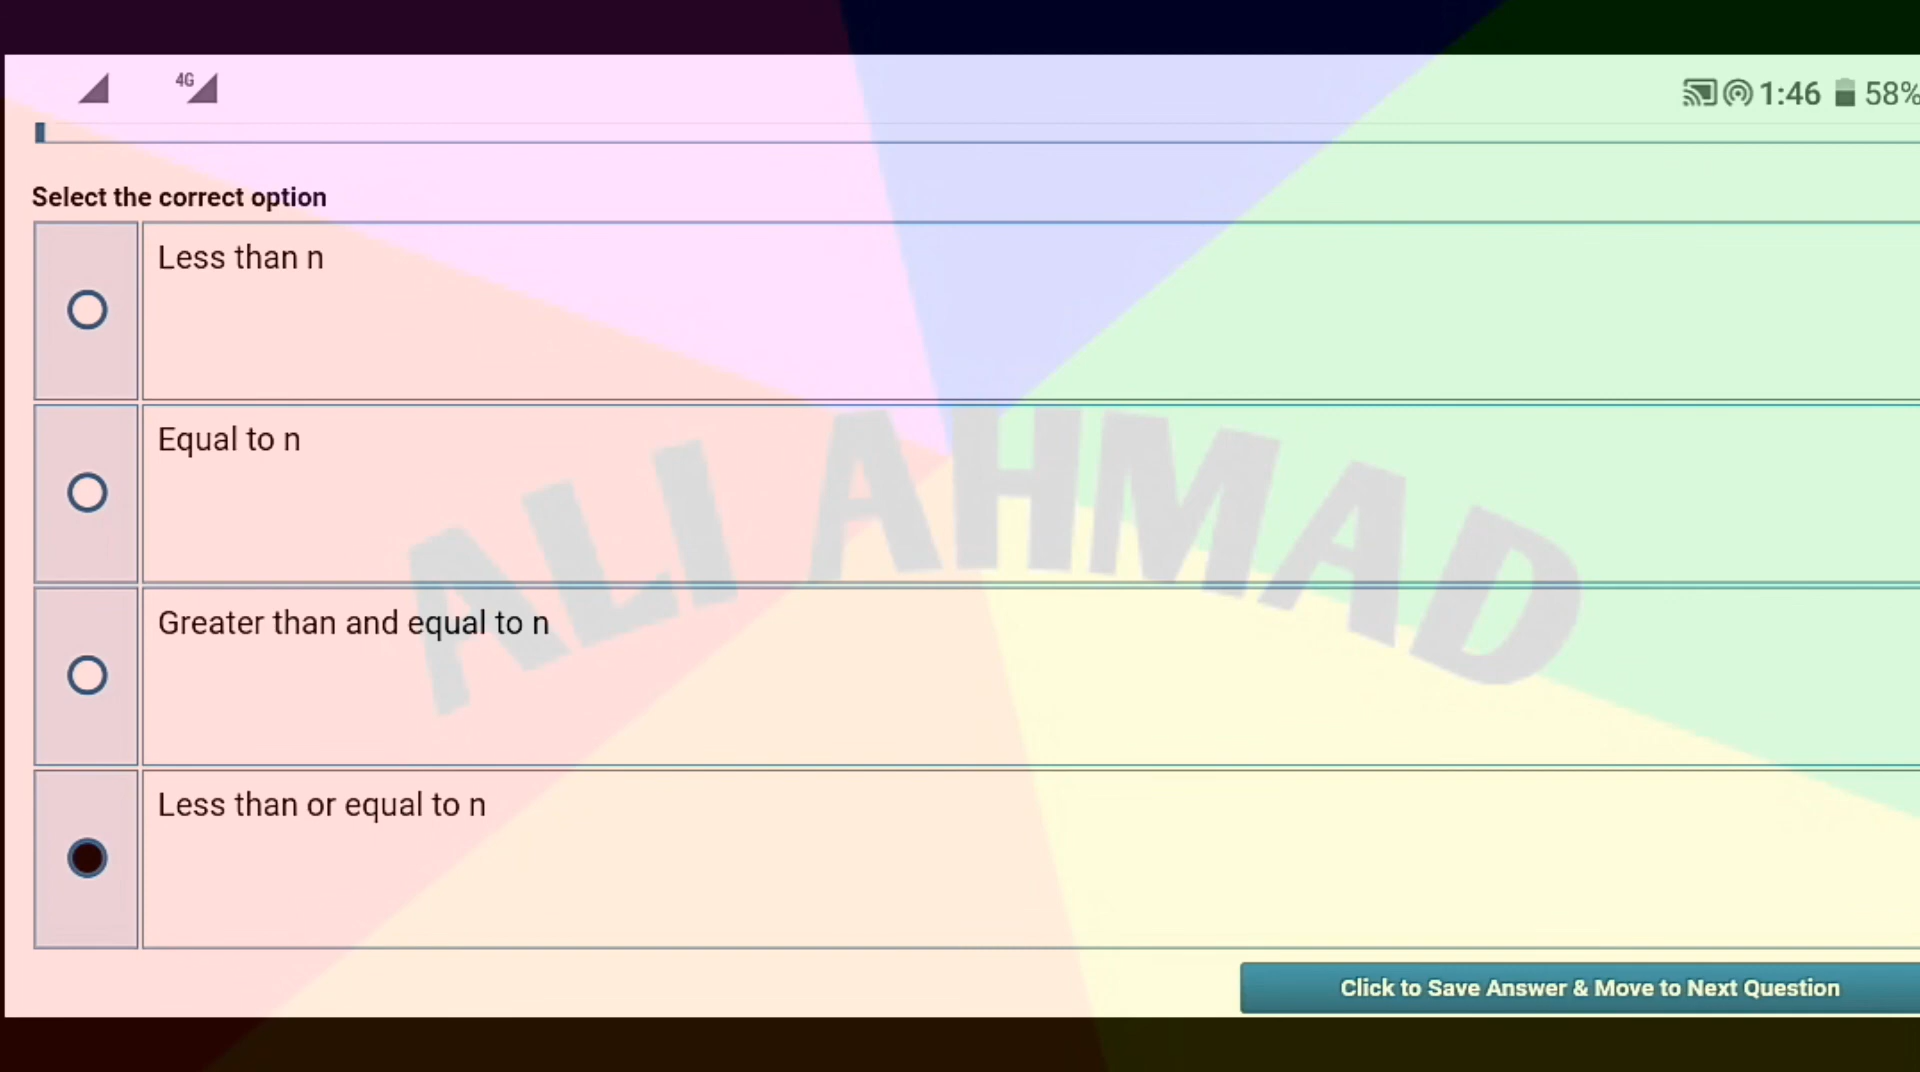 4G
1:46 58%
Select the correct option
Less than n
Equal to n
Greater than and equal to n
Less than or equal to n
ALI AHMAD
Click to Save Answer & Move to Next Question